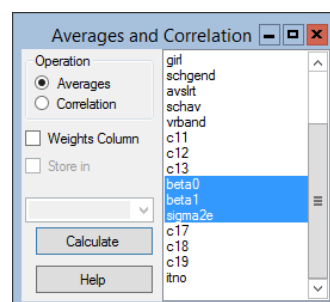 Averages and Correlation
Operation
Averages
Correlation
Weights Column
Store in
Calculate
Help
girl
schgend
avslrt
schav
vrband
c11
c12
c13
beta0
beta1
sigma2e
c17
c18
c19
itno